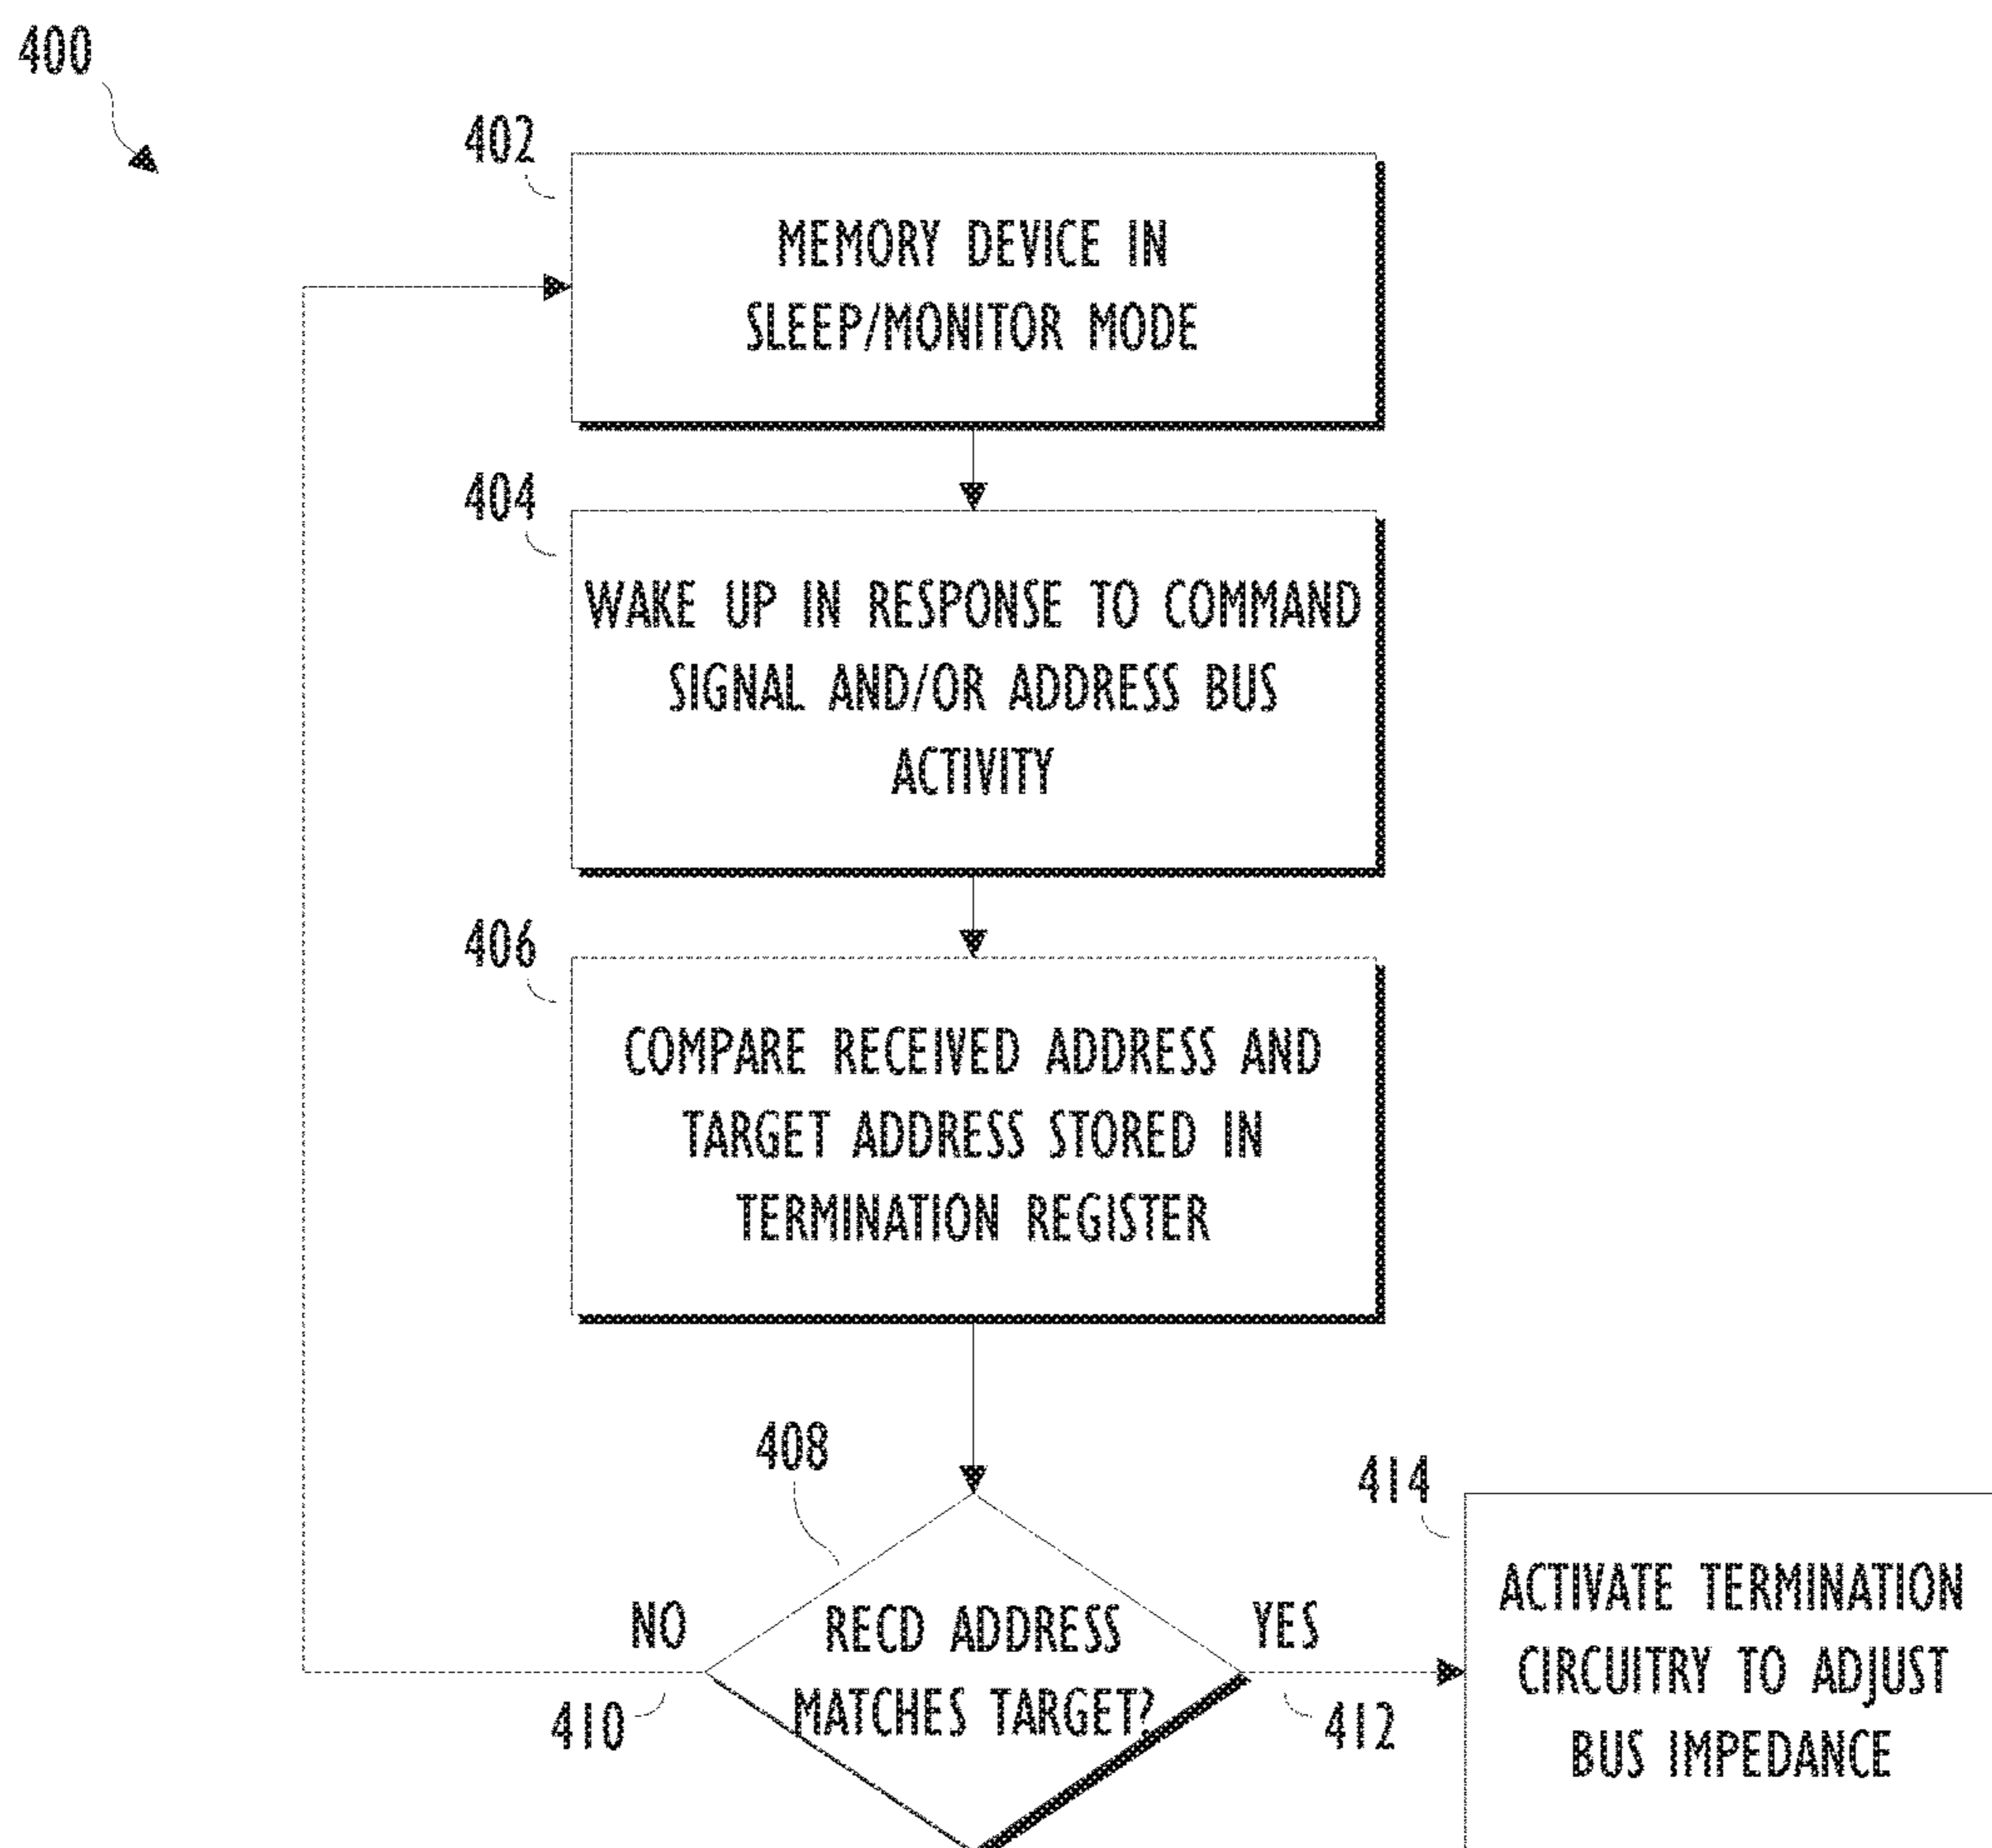 400
402
MEMORY DEVICE IN
SLEEP/MONITOR MODE
404
WAKE UP IN RESPONSE TO COMMAND
SIGNAL AND/OR ADDRESS BUS
ACTIVITY
406
COMPARE RECEIVED ADDRESS AND
TARGET ADDRESS STORED IN
TERMINATION REGISTER
408
NO
RECD ADDRESS
MATCHES TARGET?
YES
410
412
414
ACTIVATE TERMINATION
CIRCUITRY TO ADJUST
BUS IMPEDANCE